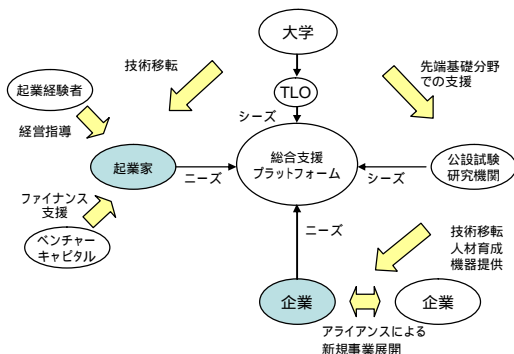 大学
技術移転
先端基礎分野
での支援
起業経験者
TLO
経営指導
シーズ
起業家
ニーズ
総合支援
プラットフォーム
シーズ
公設試験
研究機関
ファイナンス
支援
ベンチャー
キャピタル
ニーズ
技術移転
人材育成
機器提供
企業
企業
アライアンスによる
新規事業展開